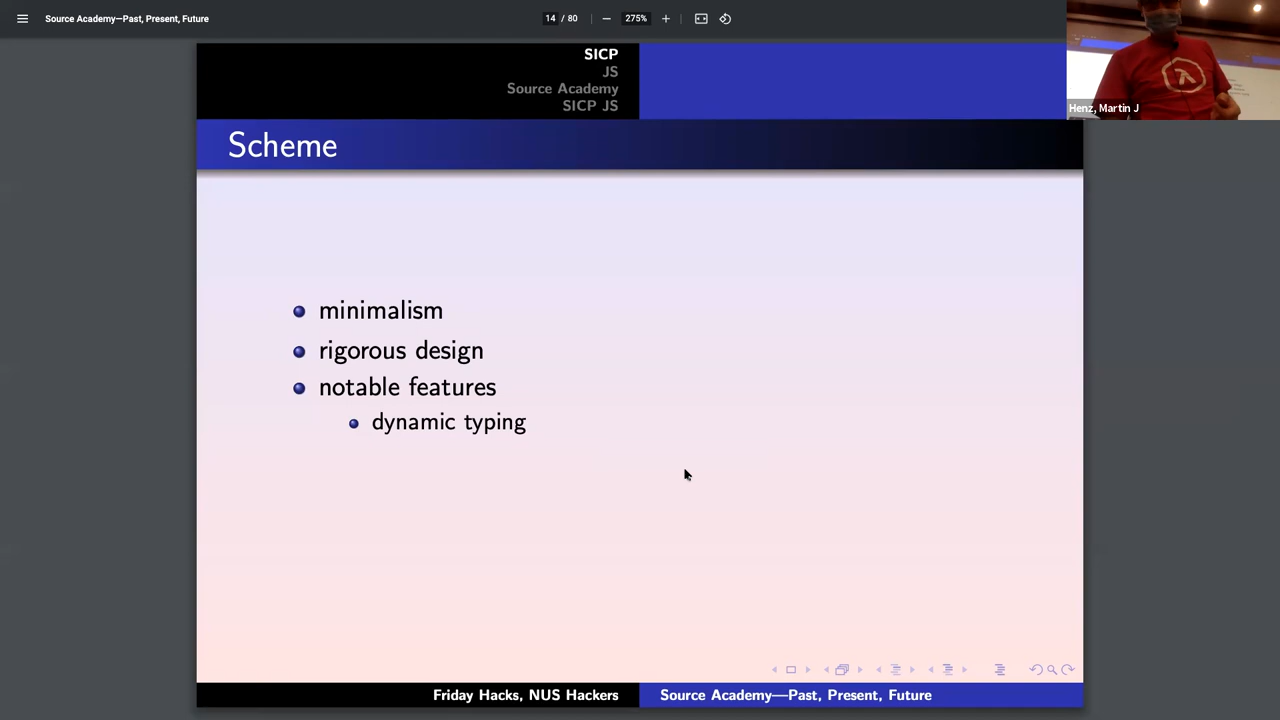 Source Academy—Past, Present, Future
14 / 80
275%
Henz, Martin J
SICP
JS
Source Academy
SICP JS
Scheme
minimalism
rigorous design
notable features
dynamic typing
Friday Hacks, NUS Hackers
Source Academy—Past, Present, Future